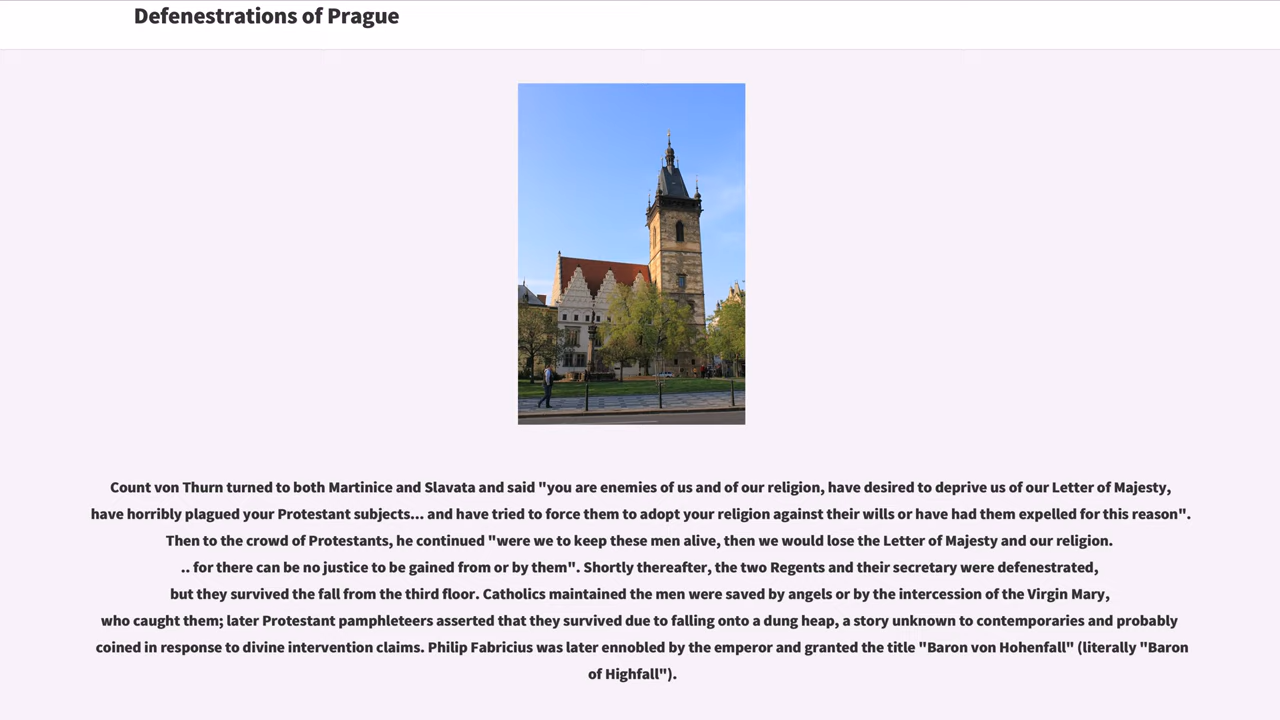 Defenestrations of Prague
Count von Thurn turned to both Martinice and Slavata and said "you are enemies of us and of our religion, have desired to deprive us of our Letter of Majesty,
have horribly plagued your Protestant subjects... and have tried to force them to adopt your religion against their wills or have had them expelled for this reason".
Then to the crowd of Protestants, he continued "were we to keep these men alive, then we would lose the Letter of Majesty and our religion.
.. for there can be no justice to be gained from or by them". Shortly thereafter, the two Regents and their secretary were defenestrated,
but they survived the fall from the third floor. Catholics maintained the men were saved by angels or by the intercession of the Virgin Mary,
who caught them; later Protestant pamphleteers asserted that they survived due to falling onto a dung heap, a story unknown to contemporaries and probably
coined in response to divine intervention claims. Philip Fabricius was later ennobled by the emperor and granted the title "Baron von Hohenfall" (literally "Baron
of Highfall").